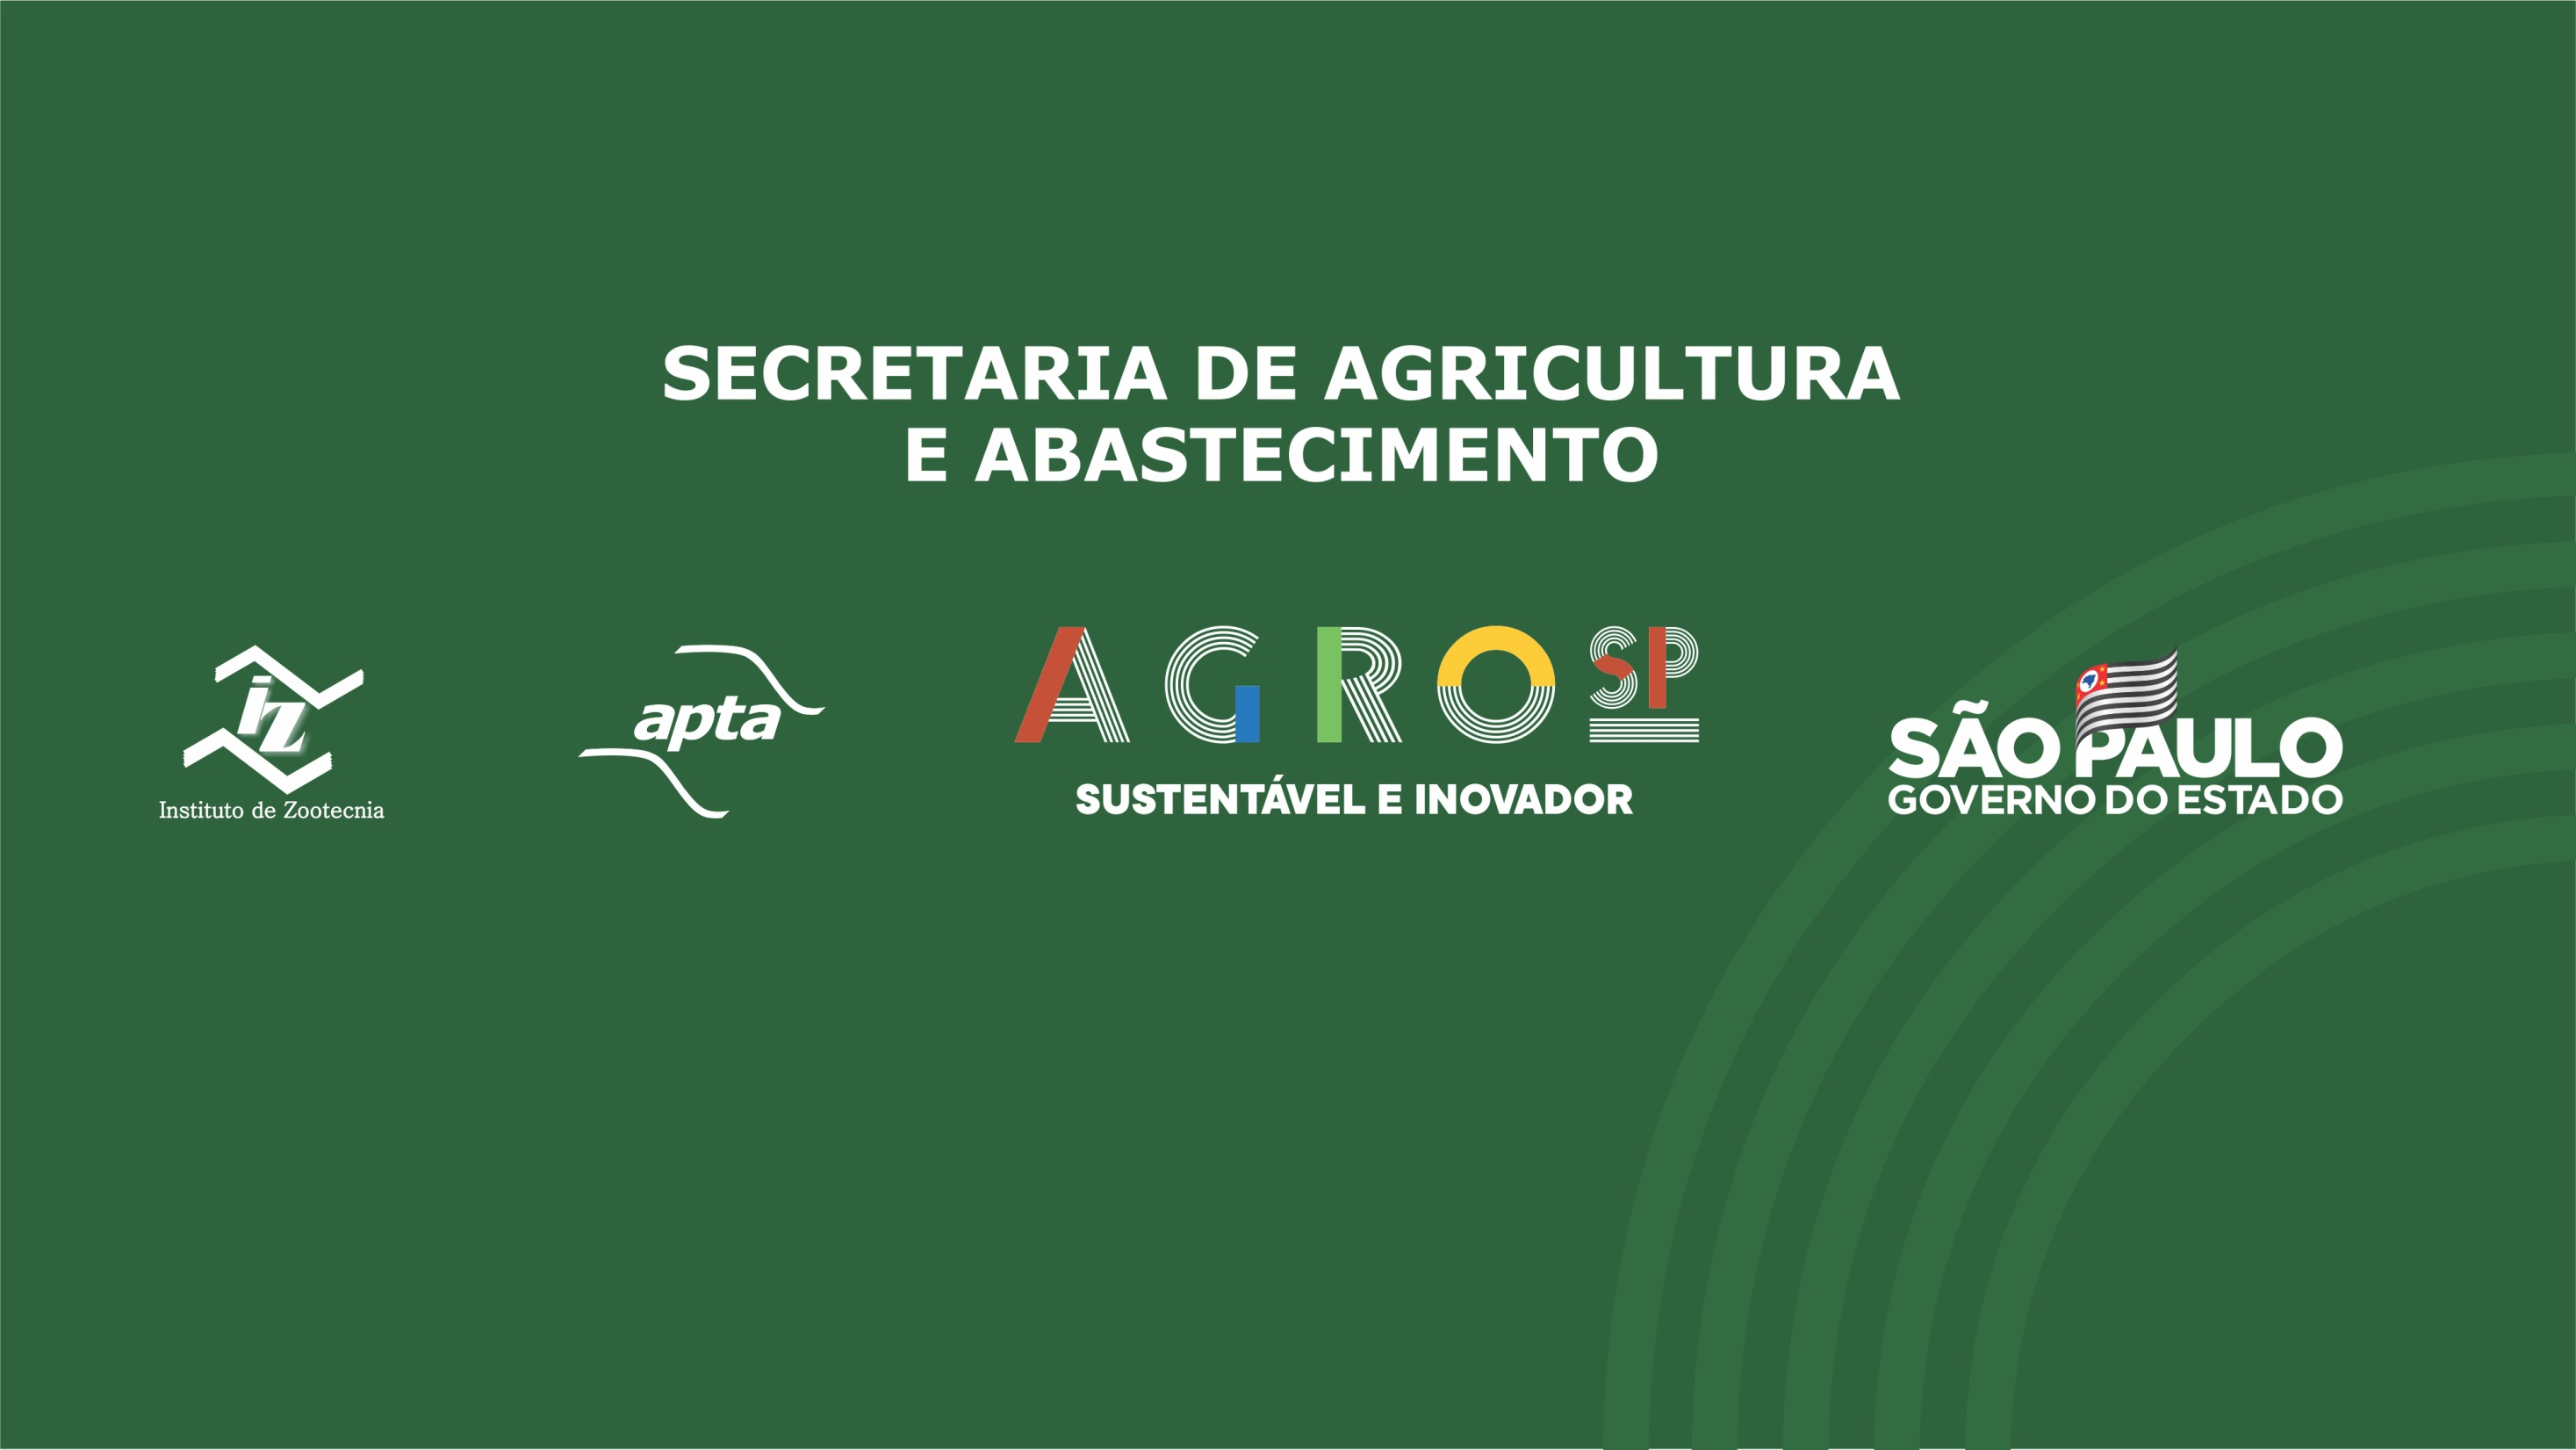 SECRETARIA DE AGRICULTURA
E ABASTECIMENTO
iz
Instituto de Zootecnia
apta
AGRO SP
SUSTENTÁVEL E INOVADOR
SÃO PAULO
GOVERNO DO ESTADO